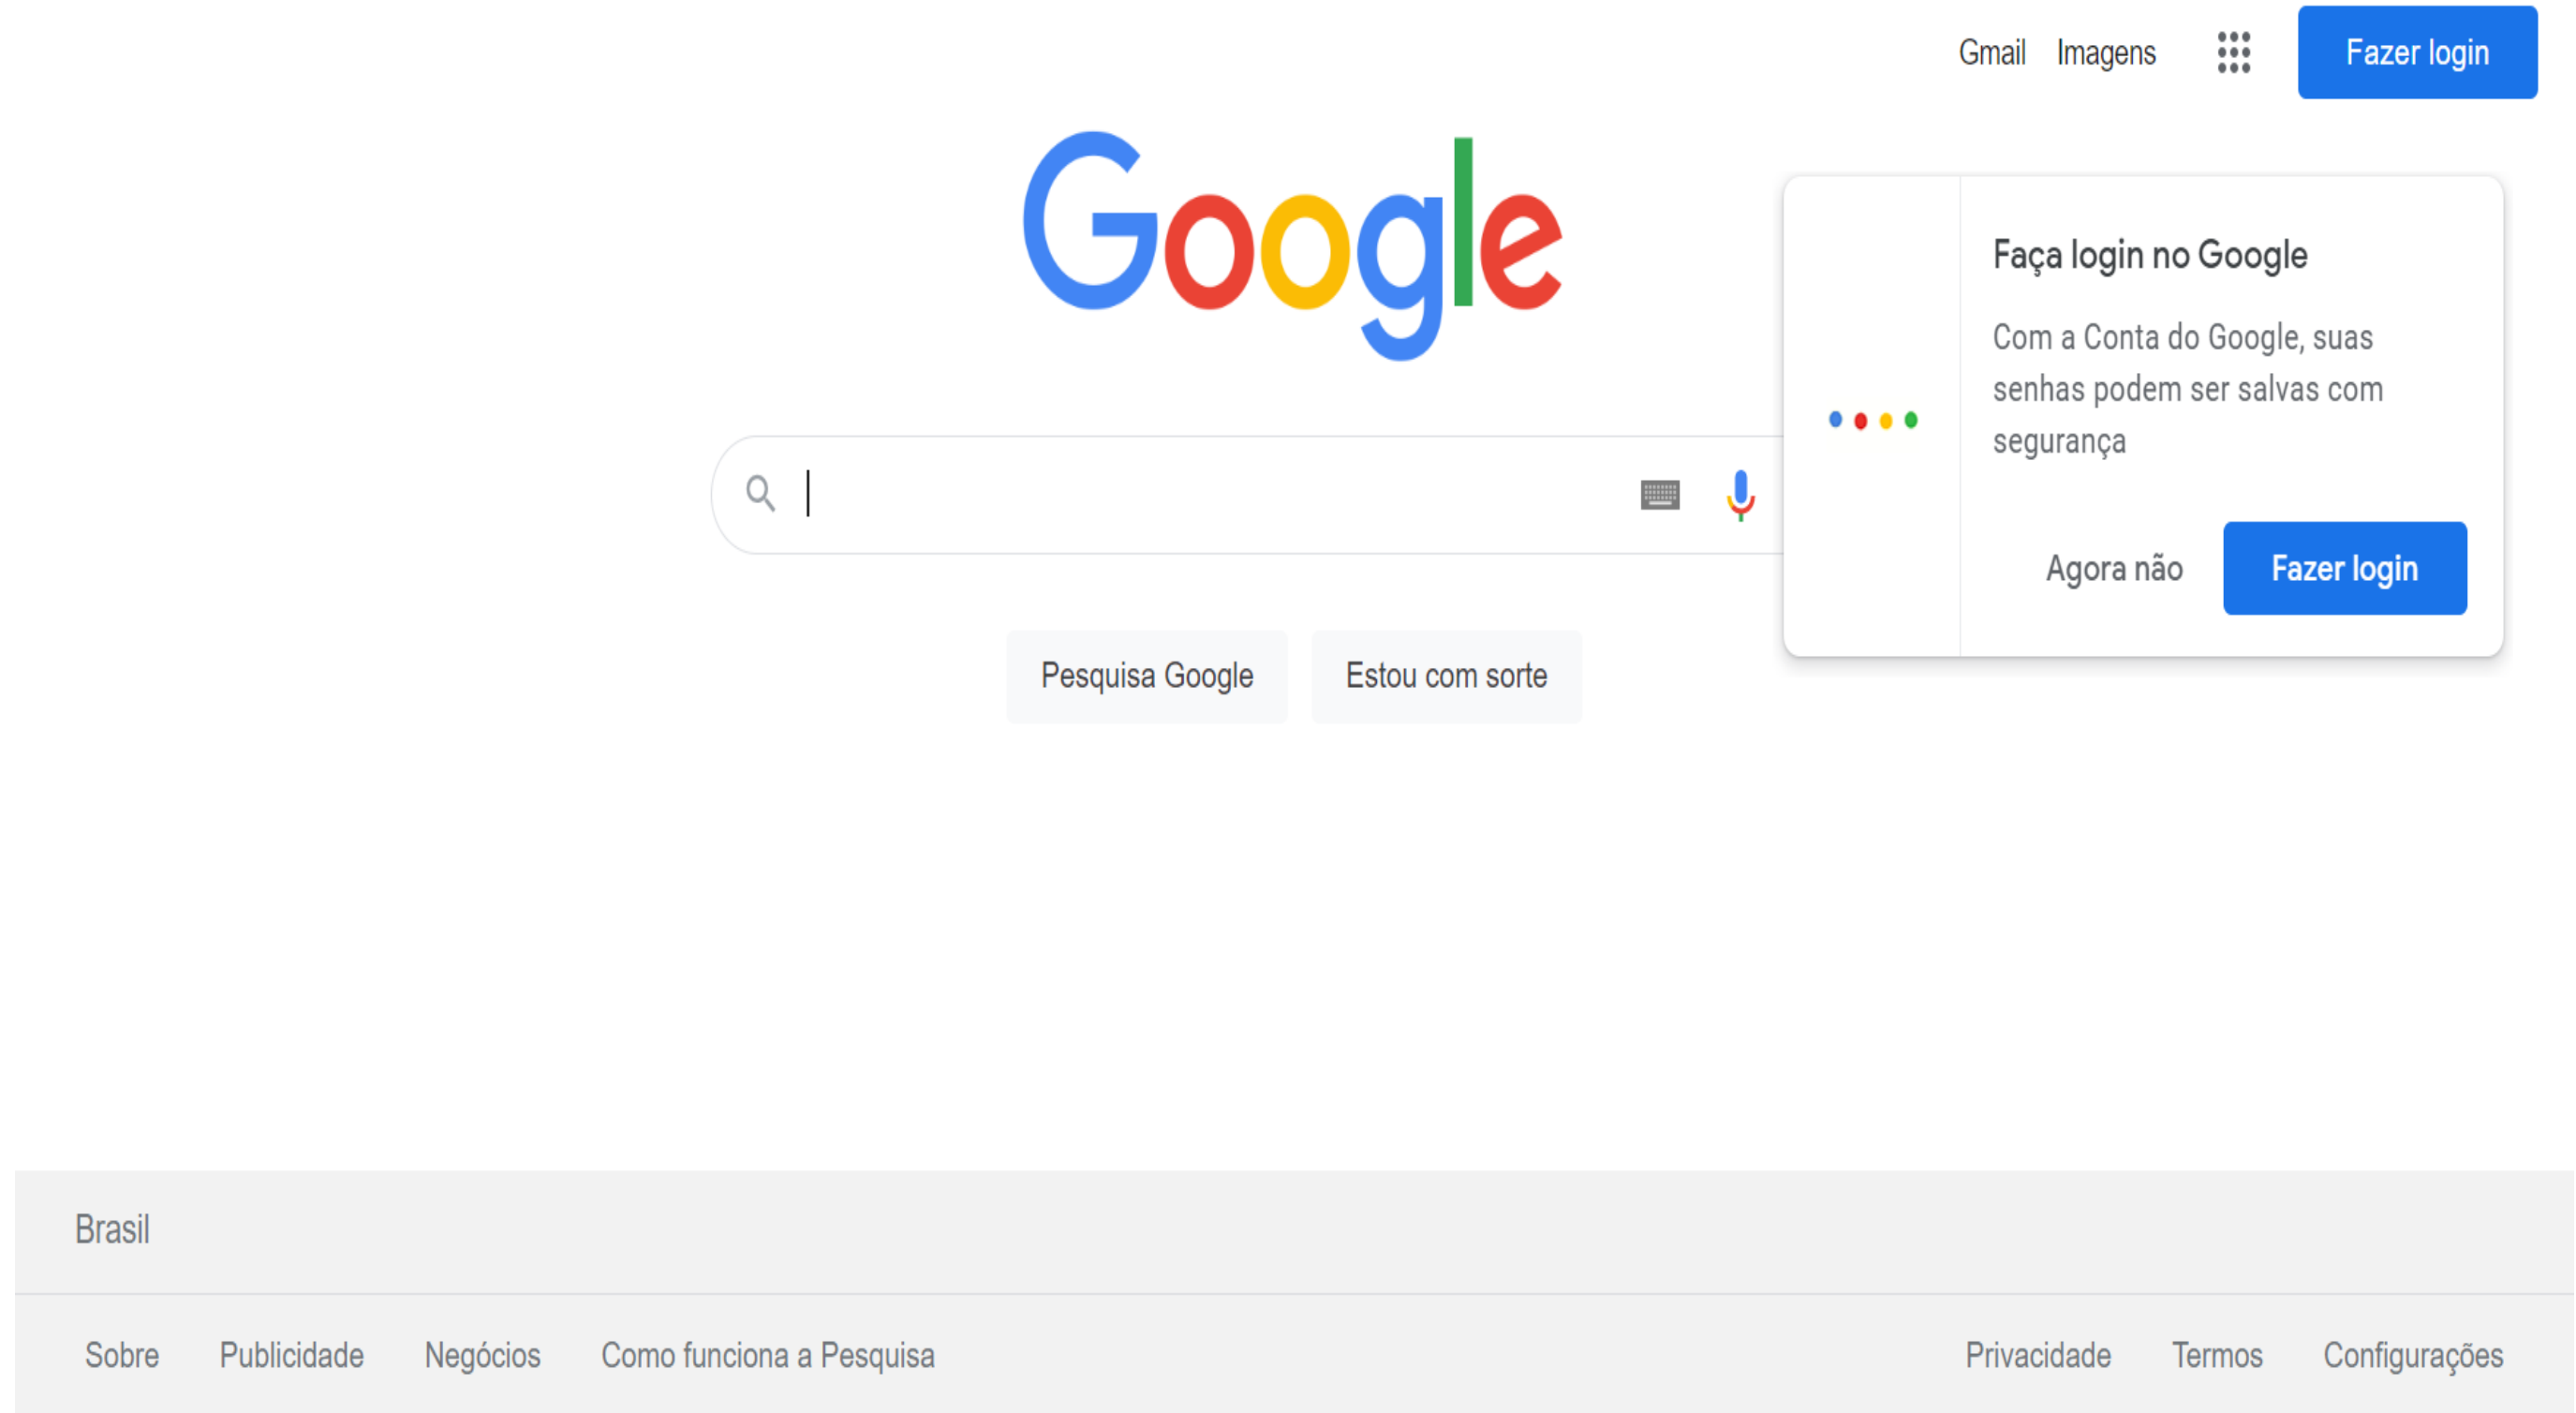 Gmail Imagens Fazer login
Google
Faça login no Google
Com a Conta do Google, suas
senhas podem ser salvas com
segurança
Agora não Fazer login
Pesquisa Google Estou com sorte
Brasil
Sobre Publicidade Negócios Como funciona a Pesquisa Privacidade Termos Configurações